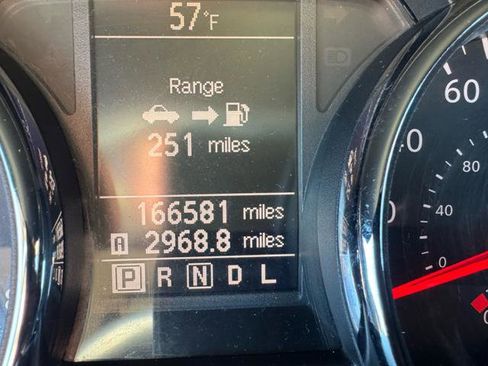 57°F
Range
251 miles
166581 miles
A 2968.8 miles
P R N D L
60
80
40
0